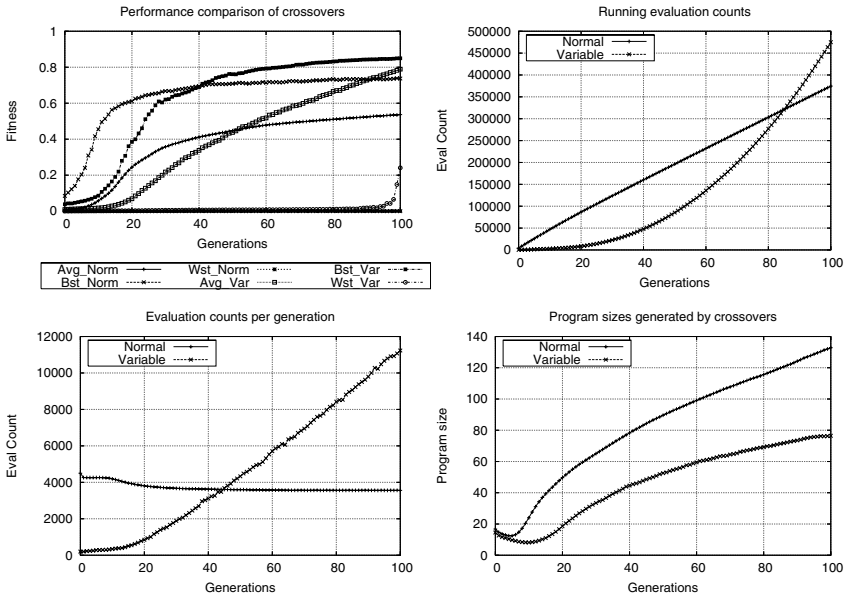 Performance comparison of crossovers
1
0.8
0.6
0.4
0.2
0
Fitness
0 20 40 60 80 100
Generations
Avg_Norm Wst_Norm Bst_Var
Bst_Norm Avg_Var Wst_Var
Running evaluation counts
500000
450000
400000
350000
300000
250000
200000
150000
100000
50000
0
Eval Count
Normal
Variable
0 20 40 60 80 100
Generations
Evaluation counts per generation
12000
10000
8000
6000
4000
2000
0
Eval Count
Normal
Variable
0 20 40 60 80 100
Generations
Program sizes generated by crossovers
140
120
100
80
60
40
20
0
Program size
Normal
Variable
0 20 40 60 80 100
Generations